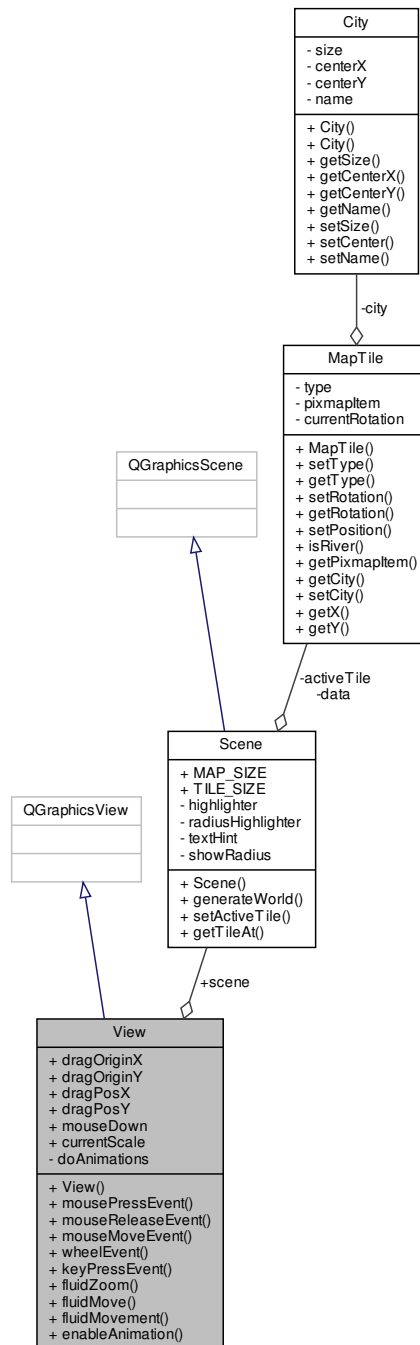 City
- size
- centerX
- centerY
- name
+ City()
+ City()
+ getSize()
+ getCenterX()
+ getCenterY()
+ getName()
+ setSize()
+ setCenter()
+ setName()
-city
MapTile
- type
- pixmapItem
- currentRotation
+ MapTile()
+ setType()
+ getType()
+ setRotation()
+ getRotation()
+ setPosition()
+ isRiver()
+ getPixmapItem()
+ getCity()
+ setCity()
+ getX()
+ getY()
QGraphicsScene
-activeTile
-data
Scene
+ MAP_SIZE
+ TILE_SIZE
- highlighter
- radiusHighlighter
- textHint
- showRadius
+ Scene()
+ generateWorld()
+ setActiveTile()
+ getTileAt()
QGraphicsView
+scene
View
+ dragOriginX
+ dragOriginY
+ dragPosX
+ dragPosY
+ mouseDown
+ currentScale
- doAnimations
+ View()
+ mousePressEvent()
+ mouseReleaseEvent()
+ mouseMoveEvent()
+ wheelEvent()
+ keyPressEvent()
+ fluidZoom()
+ fluidMove()
+ fluidMovement()
+ enableAnimation()